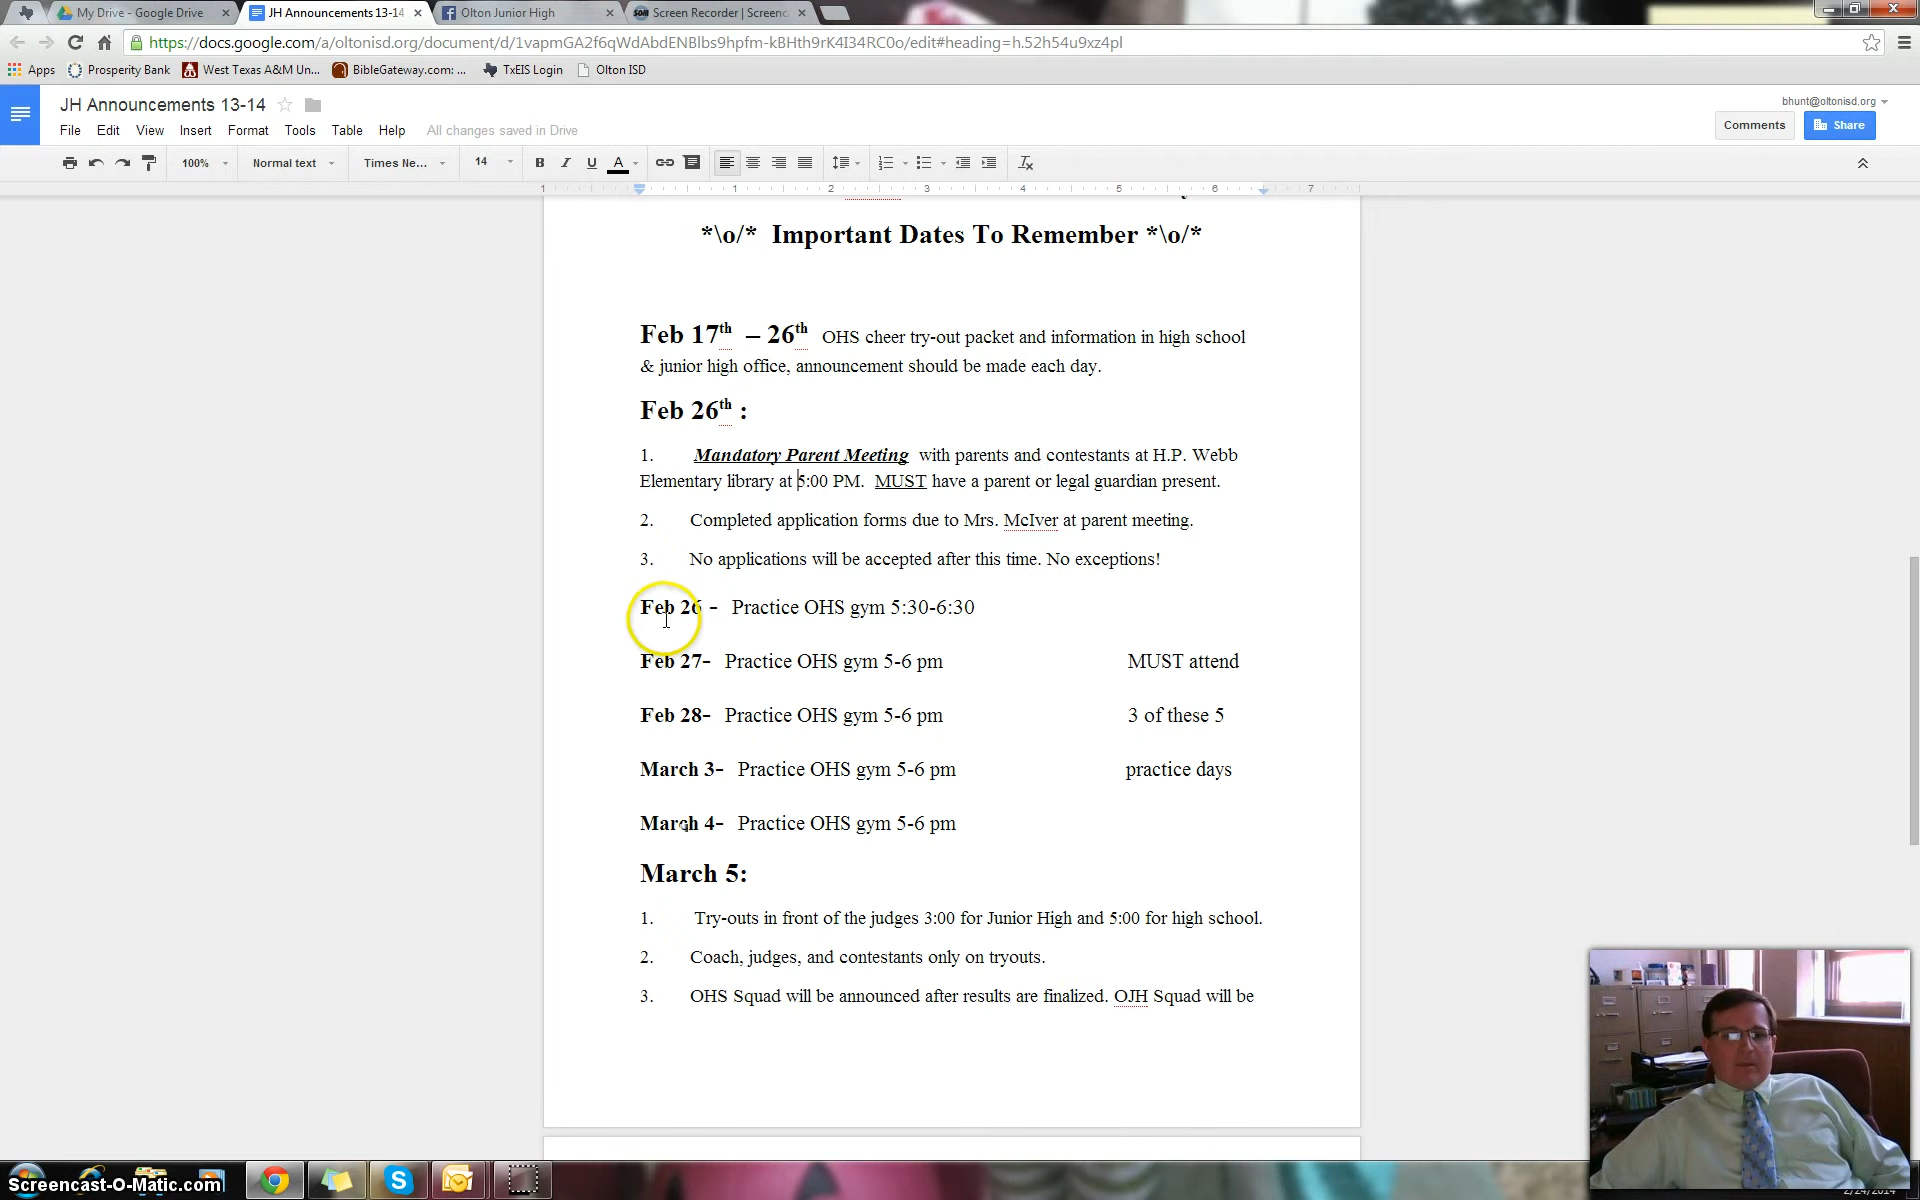 My Drive - Google Drive
JH Announcements 13-14
Olton Junior High
Screen Recorder | Screenc
https://docs.google.com/a/oltonisd.org/document/d/1vapmGA2f6qWdAbdENBlbs9hpfm-kBHth9rK4I34RC0o/edit#heading=h.52h54u9xz4pl
Apps Prosperity Bank West Texas A&M Un... BibleGateway.com: ... TxEIS Login Olton ISD
JH Announcements 13-14
bhunt@oltonisd.org
File Edit View Insert Format Tools Table Help All changes saved in Drive
Comments Share
100% Normal text Times Ne... 14 B I U A
1 1 2 3 4 5 6 7
*\o/* Important Dates To Remember *\o/*
Feb 17th – 26th OHS cheer try-out packet and information in high school
& junior high office, announcement should be made each day.
Feb 26th :
1. Mandatory Parent Meeting with parents and contestants at H.P. Webb
Elementary library at 5:00 PM. MUST have a parent or legal guardian present.
2. Completed application forms due to Mrs. McIver at parent meeting.
3. No applications will be accepted after this time. No exceptions!
Feb 26 - Practice OHS gym 5:30-6:30
Feb 27- Practice OHS gym 5-6 pm MUST attend
Feb 28- Practice OHS gym 5-6 pm 3 of these 5
March 3- Practice OHS gym 5-6 pm practice days
March 4- Practice OHS gym 5-6 pm
March 5:
1. Try-outs in front of the judges 3:00 for Junior High and 5:00 for high school.
2. Coach, judges, and contestants only on tryouts.
3. OHS Squad will be announced after results are finalized. OJH Squad will be
Screencast-O-Matic.com
2/24/2014